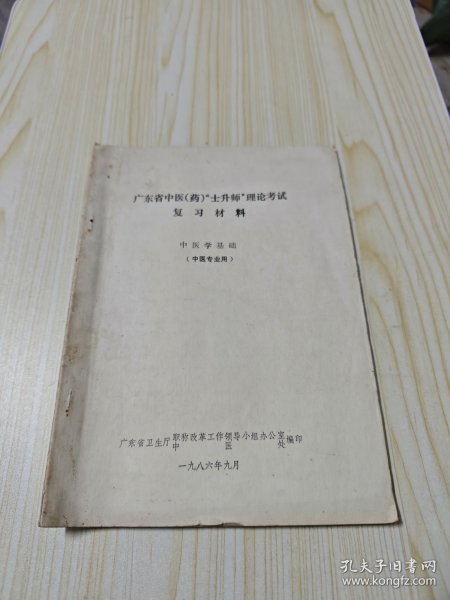 广东省中医(药)“士升师”理论考试
复习材料
中医学基础
(中医专业用)
广东省卫生厅职称改革工作领导小组办公室编印
中医处
一九八六年九月
孔夫子旧书网
www.kongfz.com